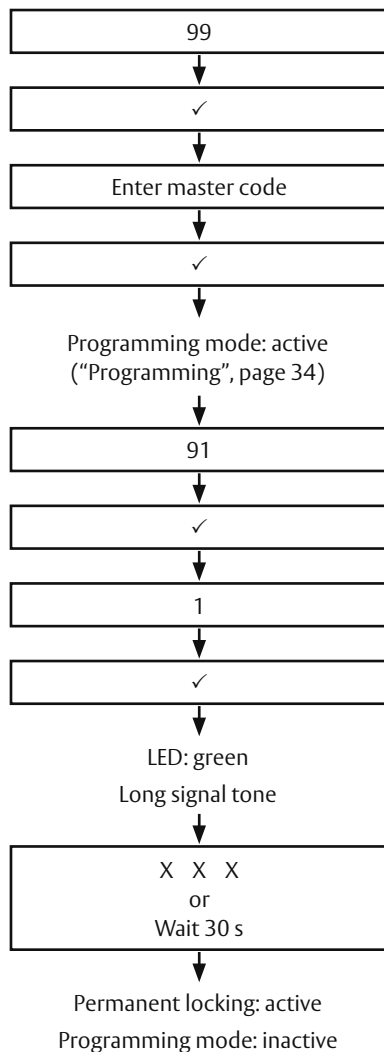 99
✓
Enter master code
✓
Programming mode: active
(“Programming”, page 34)
91
✓
1
✓
LED: green
Long signal tone
X X X
or
Wait 30 s
Permanent locking: active
Programming mode: inactive